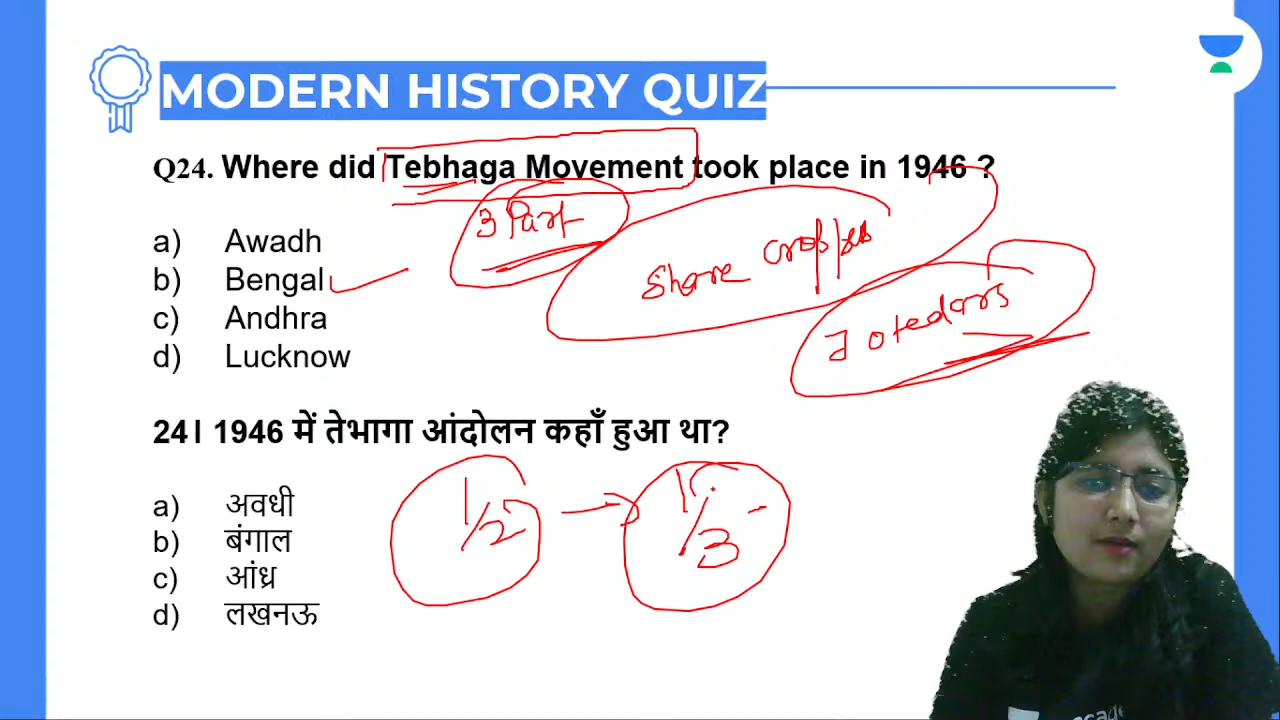 MODERN HISTORY QUIZ
Q24. Where did Tebhaga Movement took place in 1946 ?
3 Part
a) Awadh
share croppers
b) Bengal
c) Andhra
Jotedars
d) Lucknow
24। 1946 में तेभागा आंदोलन कहाँ हुआ था?
a) अवधी
1/2 → 1/3
b) बंगाल
c) आंध्र
d) लखनऊ